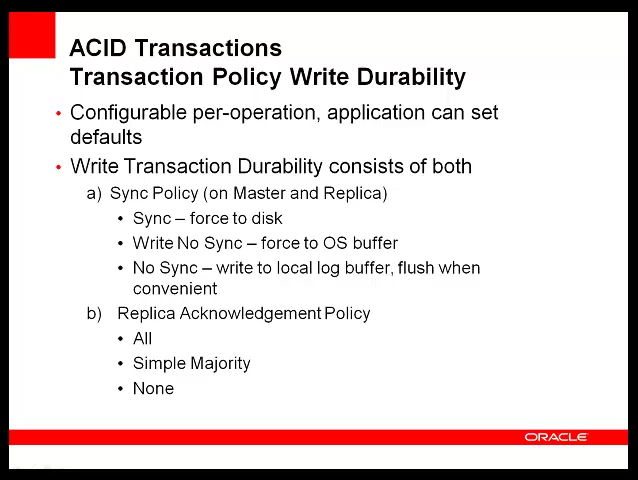 ACID Transactions
Transaction Policy Write Durability
• Configurable per-operation, application can set
defaults
• Write Transaction Durability consists of both
a) Sync Policy (on Master and Replica)
• Sync – force to disk
• Write No Sync – force to OS buffer
• No Sync – write to local log buffer, flush when
convenient
b) Replica Acknowledgement Policy
• All
• Simple Majority
• None
ORACLE